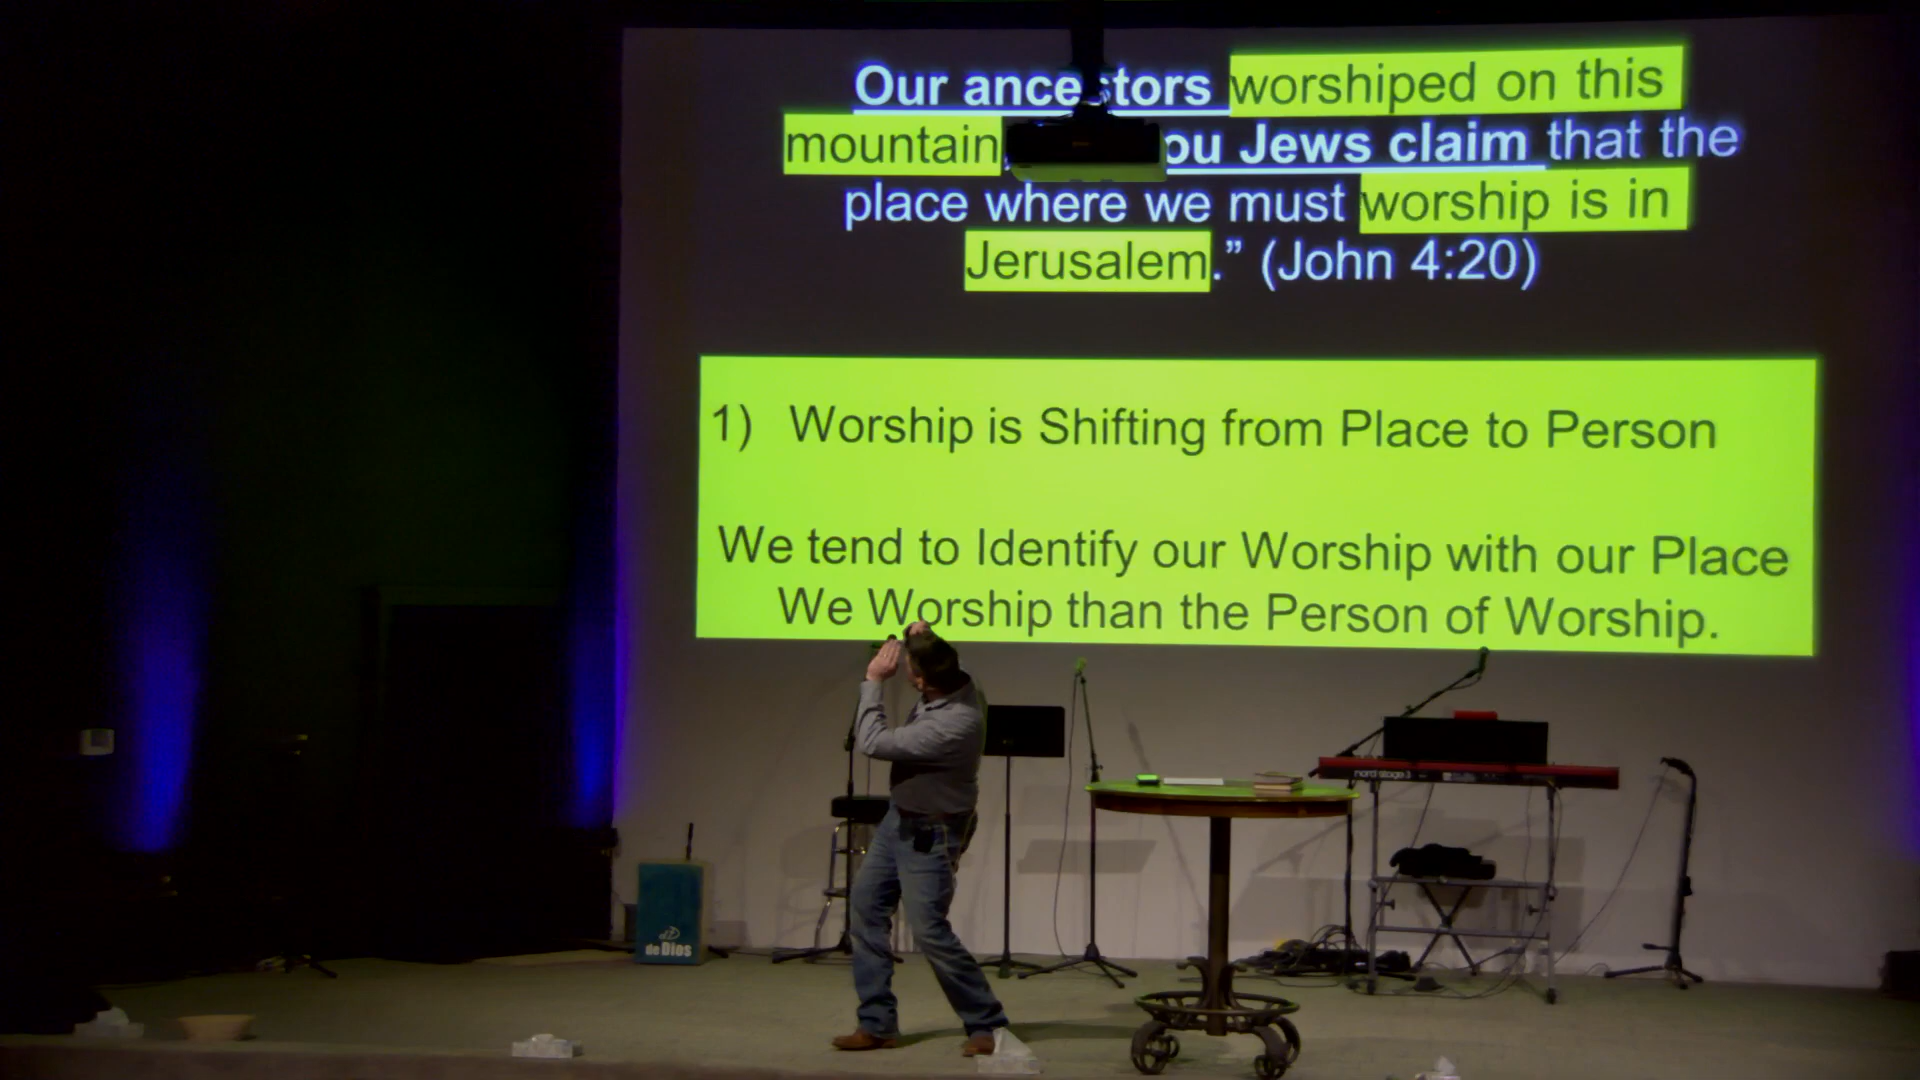 Our ancestors worshiped on this
mountain, ou Jews claim that the
place where we must worship is in
Jerusalem.” (John 4:20)
1) Worship is Shifting from Place to Person
We tend to Identify our Worship with our Place
We Worship than the Person of Worship.
nord stage 3
de Dios